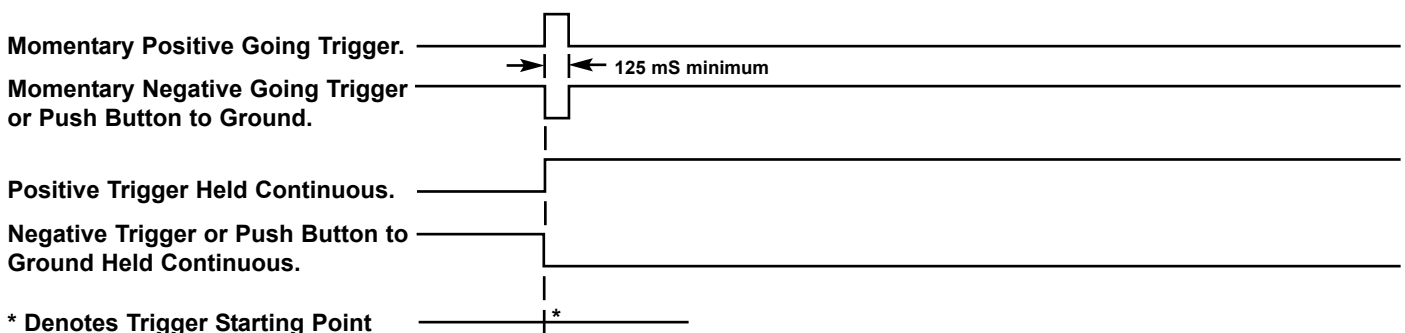 Momentary Positive Going Trigger.
125 mS minimum
Momentary Negative Going Trigger
or Push Button to Ground.
Positive Trigger Held Continuous.
Negative Trigger or Push Button to
Ground Held Continuous.
*
* Denotes Trigger Starting Point